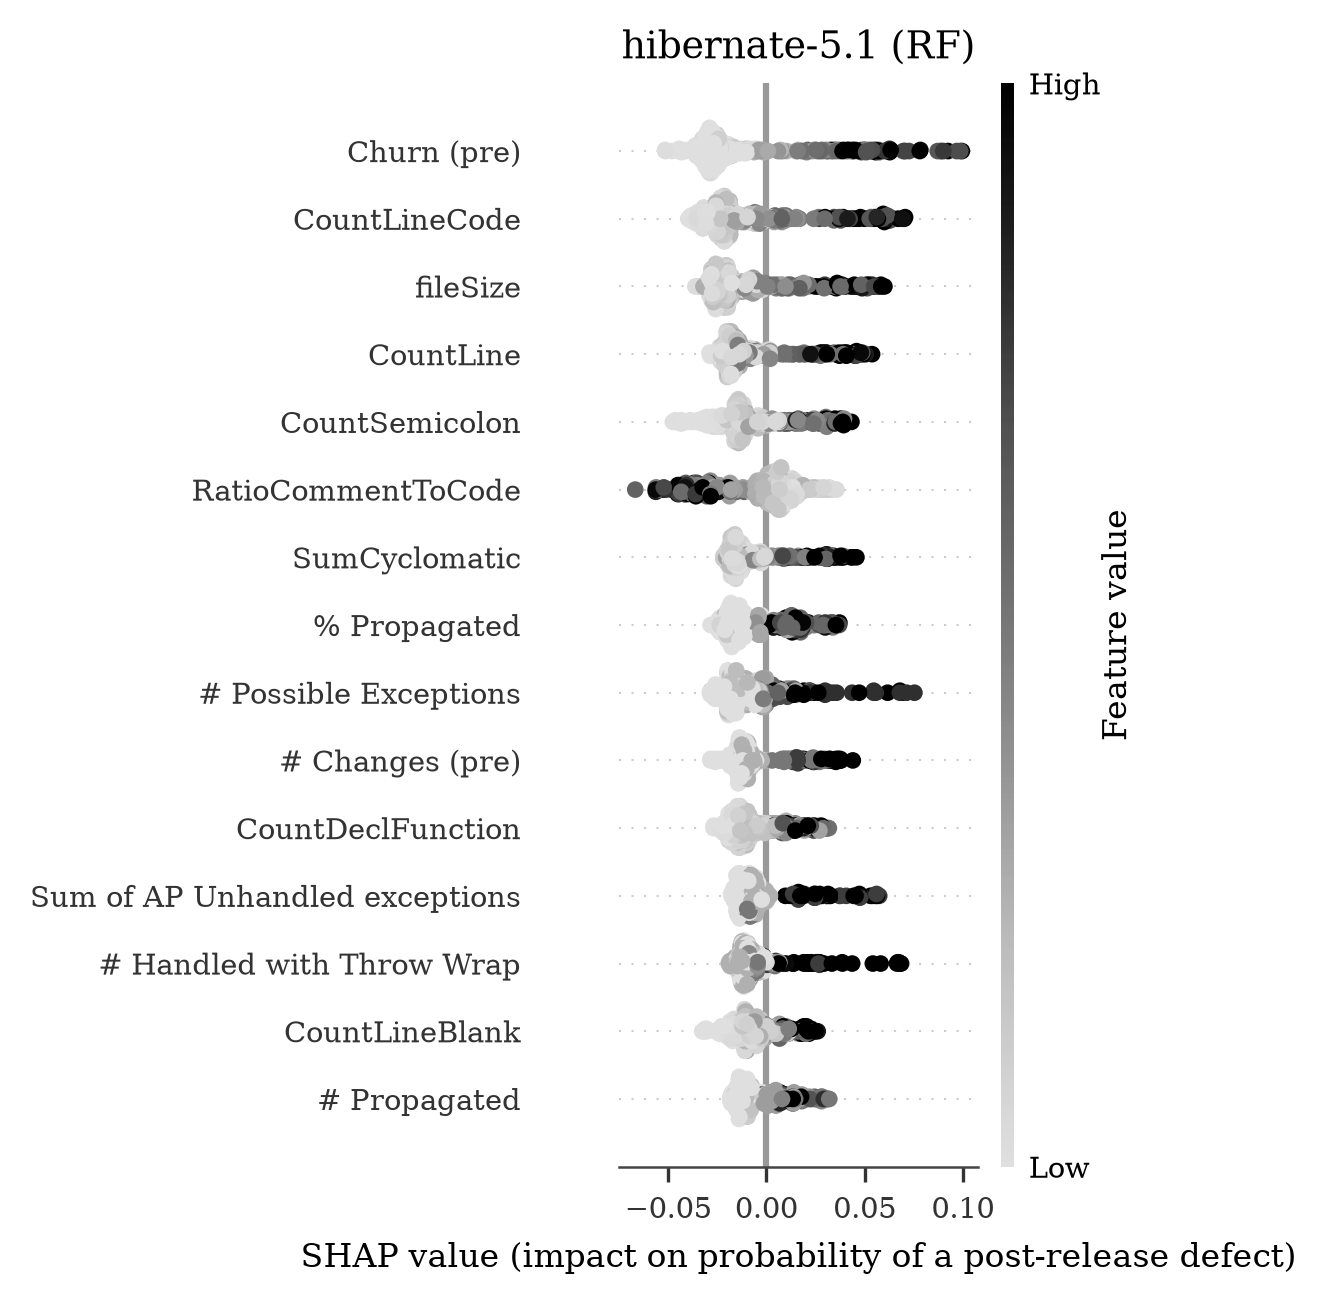 hibernate-5.1 (RF)
High
Churn (pre)
CountLineCode
fileSize
CountLine
CountSemicolon
RatioCommentToCode
SumCyclomatic
% Propagated
# Possible Exceptions
# Changes (pre)
CountDeclFunction
Sum of AP Unhandled exceptions
# Handled with Throw Wrap
CountLineBlank
# Propagated
Feature value
Low
−0.05 0.00 0.05 0.10
SHAP value (impact on probability of a post-release defect)